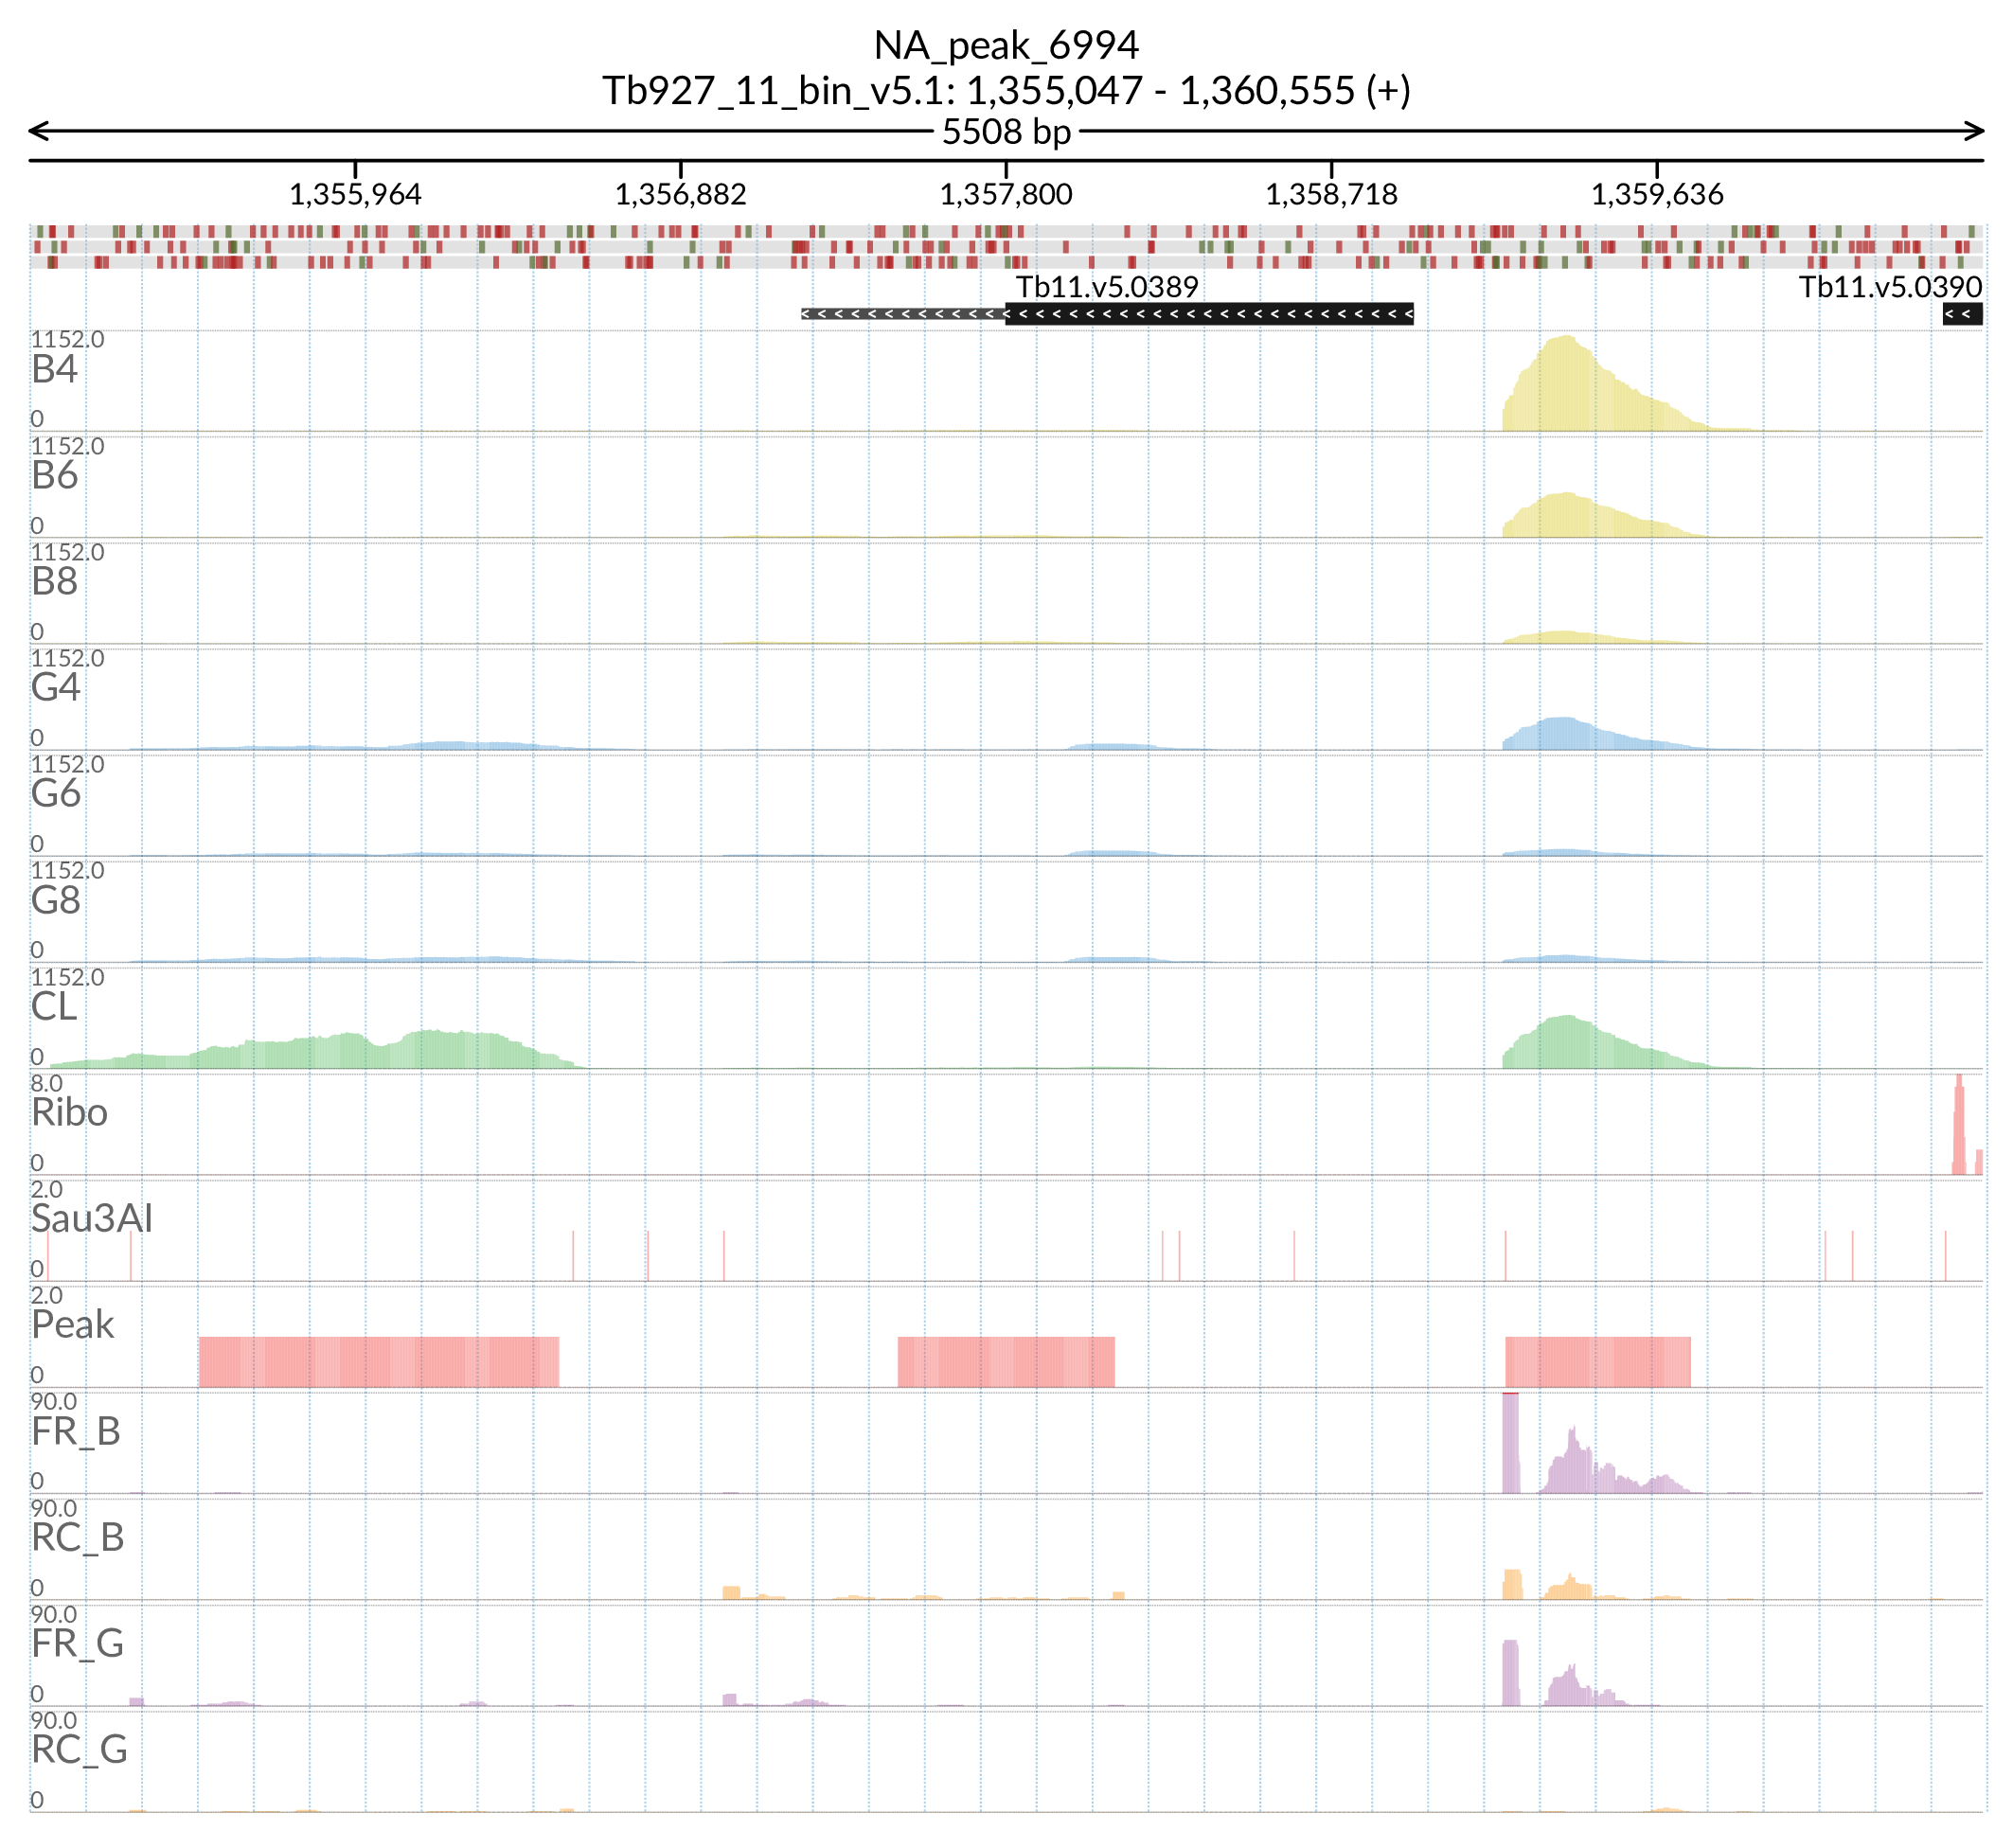 NA_peak_6994
Tb927_11_bin_v5.1: 1,355,047 - 1,360,555 (+)
5508 bp
1,355,964 1,356,882 1,357,800 1,358,718 1,359,636
Tb11.v5.0389 Tb11.v5.0390
1152.0
B4
0
1152.0
B6
0
1152.0
B8
0
1152.0
G4
0
1152.0
G6
0
1152.0
G8
0
1152.0
CL
0
8.0
Ribo
0
2.0
Sau3AI
0
2.0
Peak
0
90.0
FR_B
0
90.0
RC_B
0
90.0
FR_G
0
90.0
RC_G
0